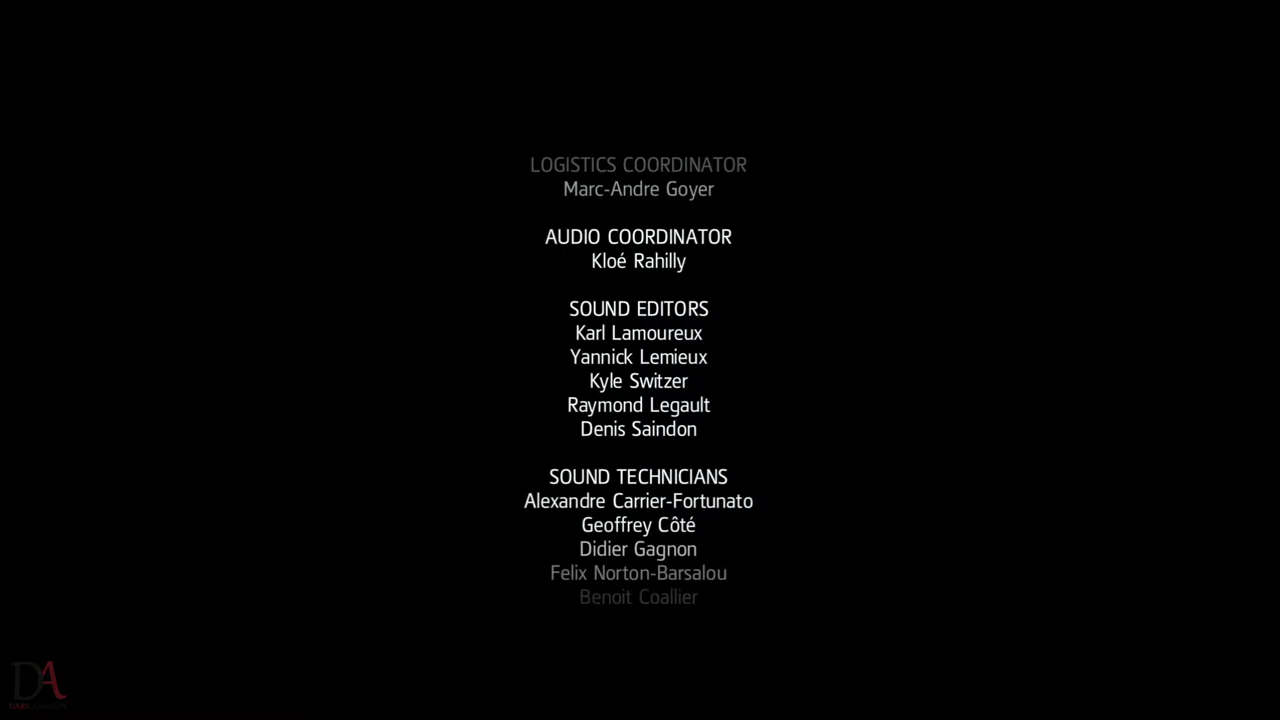 LOGISTICS COORDINATOR
Marc-Andre Goyer
AUDIO COORDINATOR
Kloé Rahilly
SOUND EDITORS
Karl Lamoureux
Yannick Lemieux
Kyle Switzer
Raymond Legault
Denis Saindon
SOUND TECHNICIANS
Alexandre Carrier-Fortunato
Geoffrey Côté
Didier Gagnon
Felix Norton-Barsalou
Benoit Coallier
DA